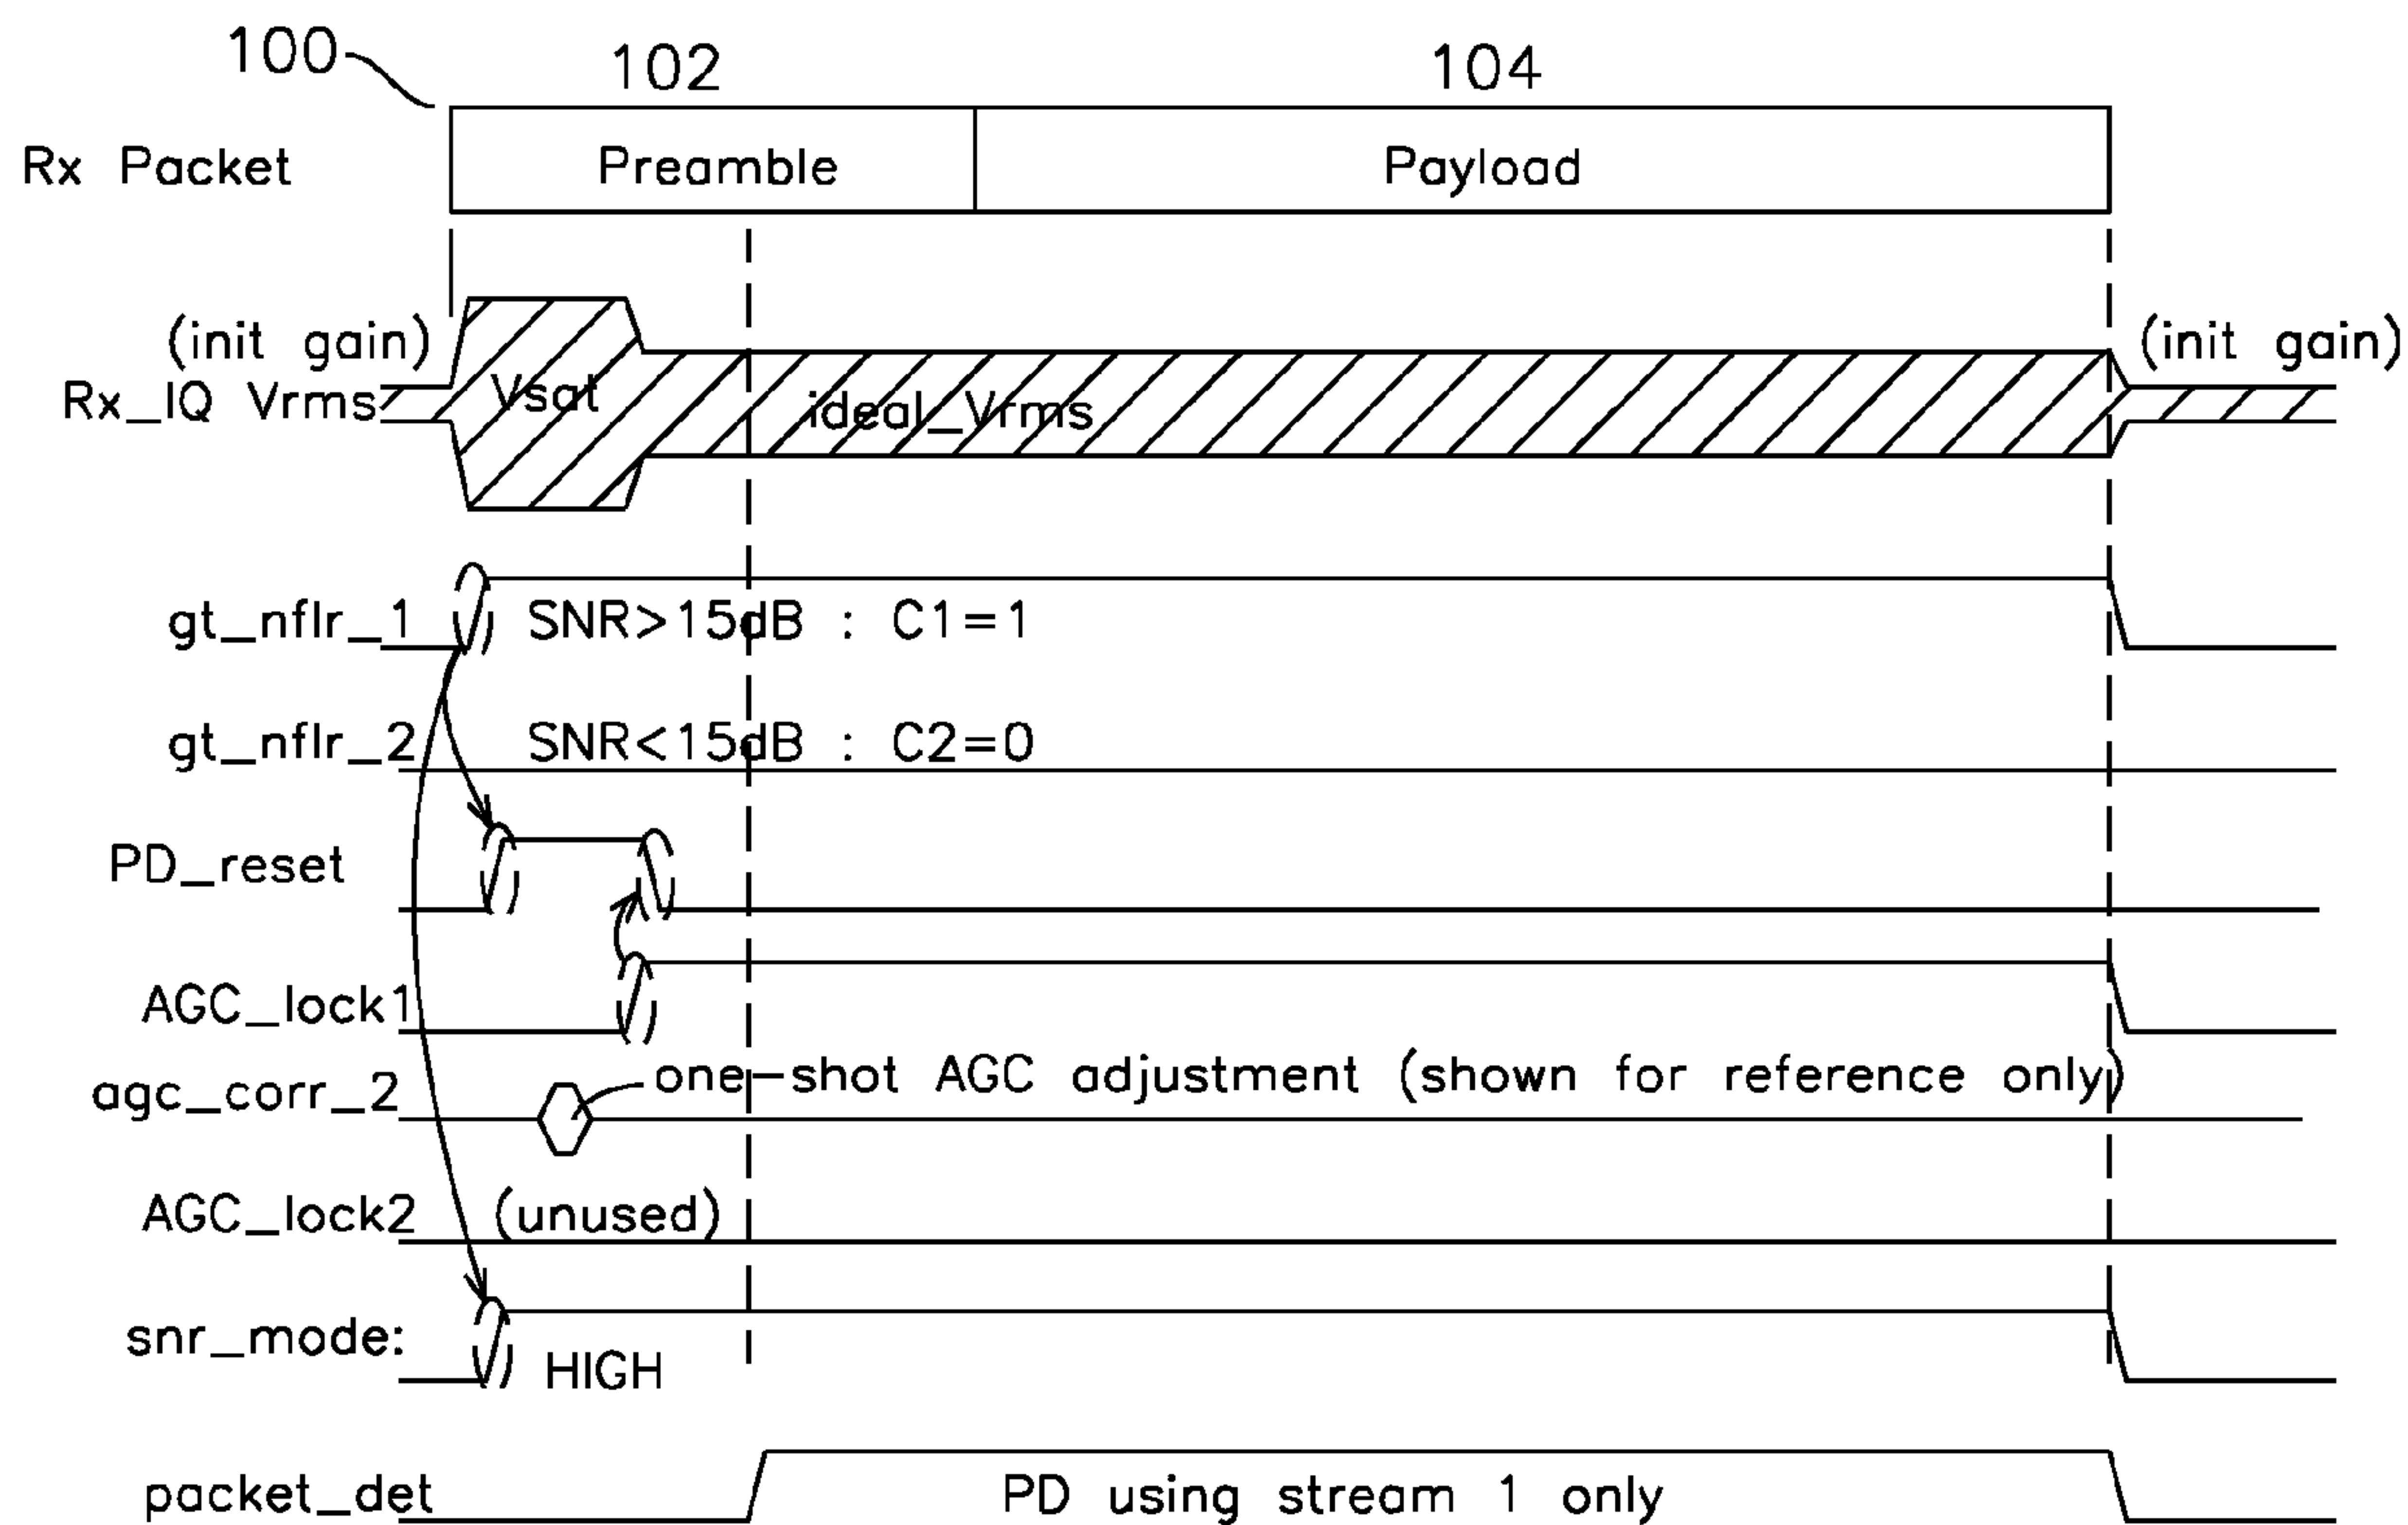 100
102
104
Rx Packet
Preamble
Payload
(init gain)
(init gain)
Rx_IQ Vrms
Vsat
ideal_Vrms
gt_nflr_1
SNR>15dB : C1=1
gt_nflr_2
SNR<15dB : C2=0
PD_reset
AGC_lock1
agc_corr_2
one-shot AGC adjustment (shown for reference only)
AGC_lock2
(unused)
snr_mode:
HIGH
packet_det
PD using stream 1 only